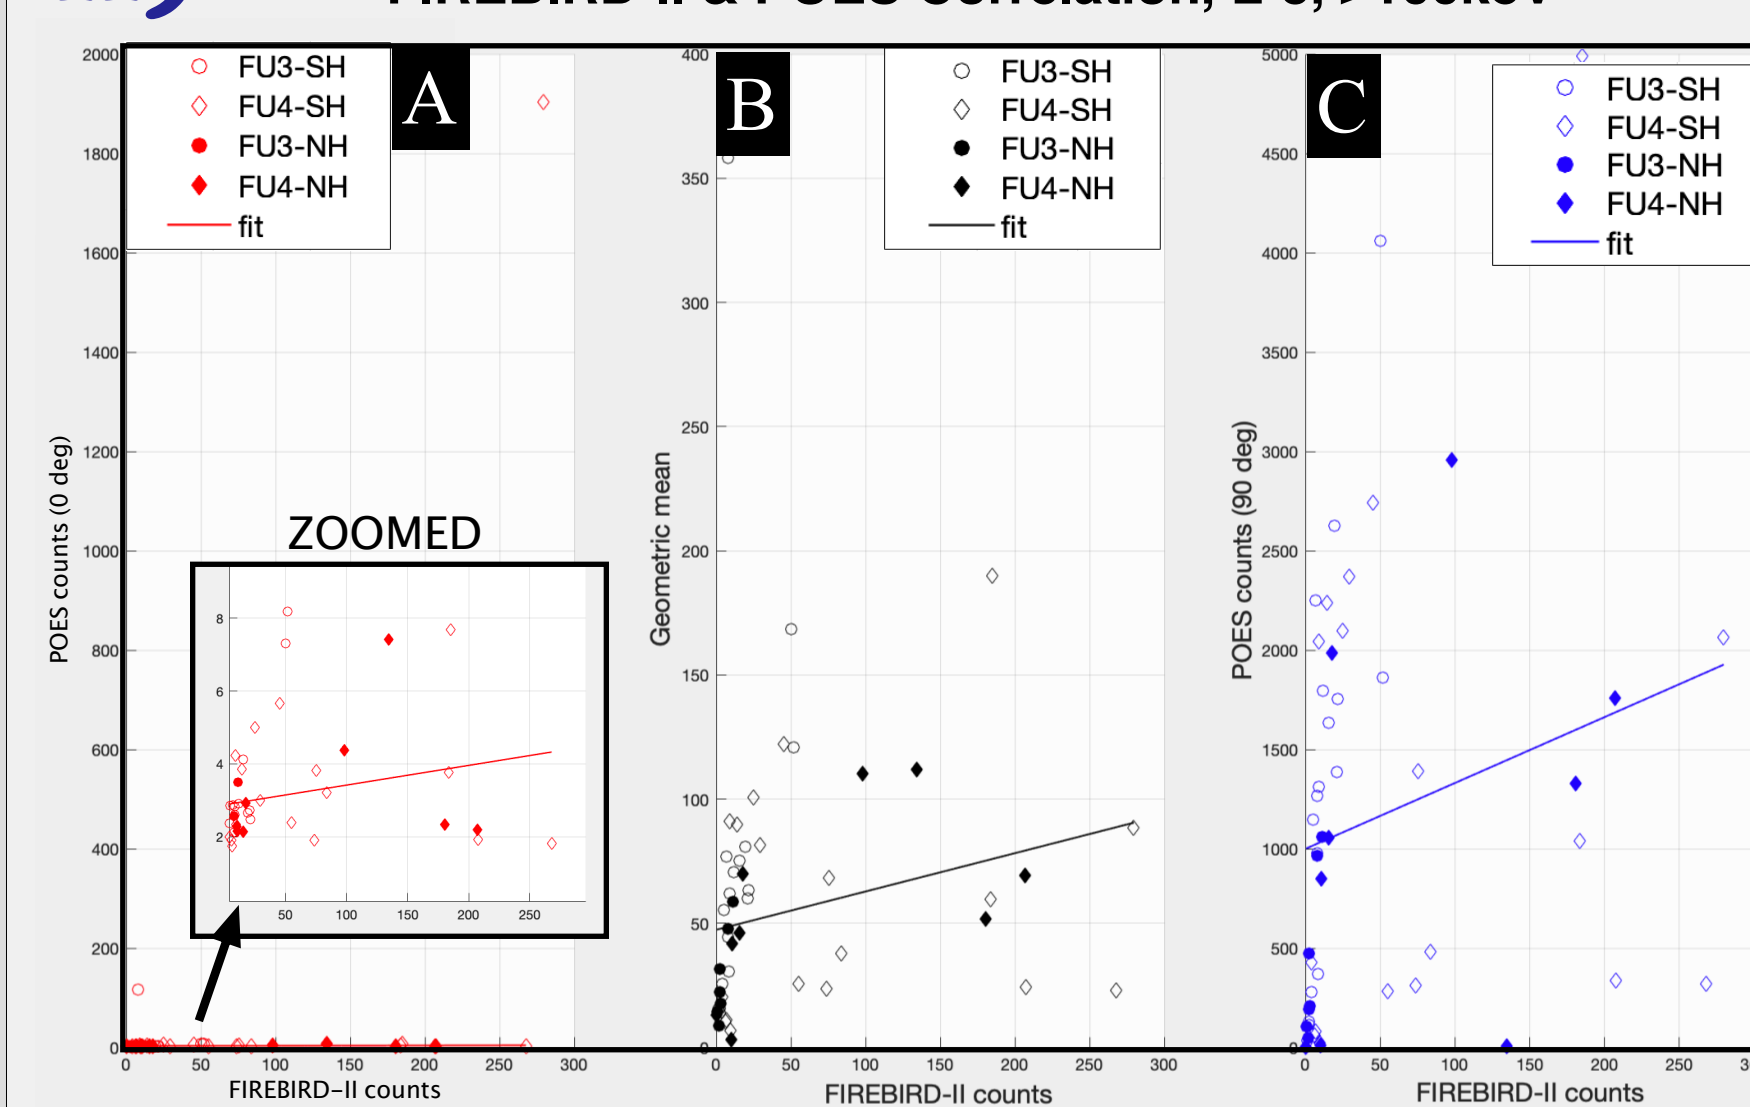 FU3-SH
FU4-SH
FU3-NH
FU4-NH
fit
A
2000
1800
1600
1400
1200
1000
800
600
400
200
0
POES counts (0 deg)
ZOOMED
8
6
4
2
50 100 150 200 250
0 50 100 150 200 250 300
FIREBIRD-II counts
B
FU3-SH
FU4-SH
FU3-NH
FU4-NH
fit
400
350
300
250
200
150
100
50
0
Geometric mean
0 50 100 150 200 250 300
FIREBIRD-II counts
C
FU3-SH
FU4-SH
FU3-NH
FU4-NH
fit
5000
4500
4000
3500
3000
2500
2000
1500
1000
500
0
POES counts (90 deg)
0 50 100 150 200 250
FIREBIRD-II counts